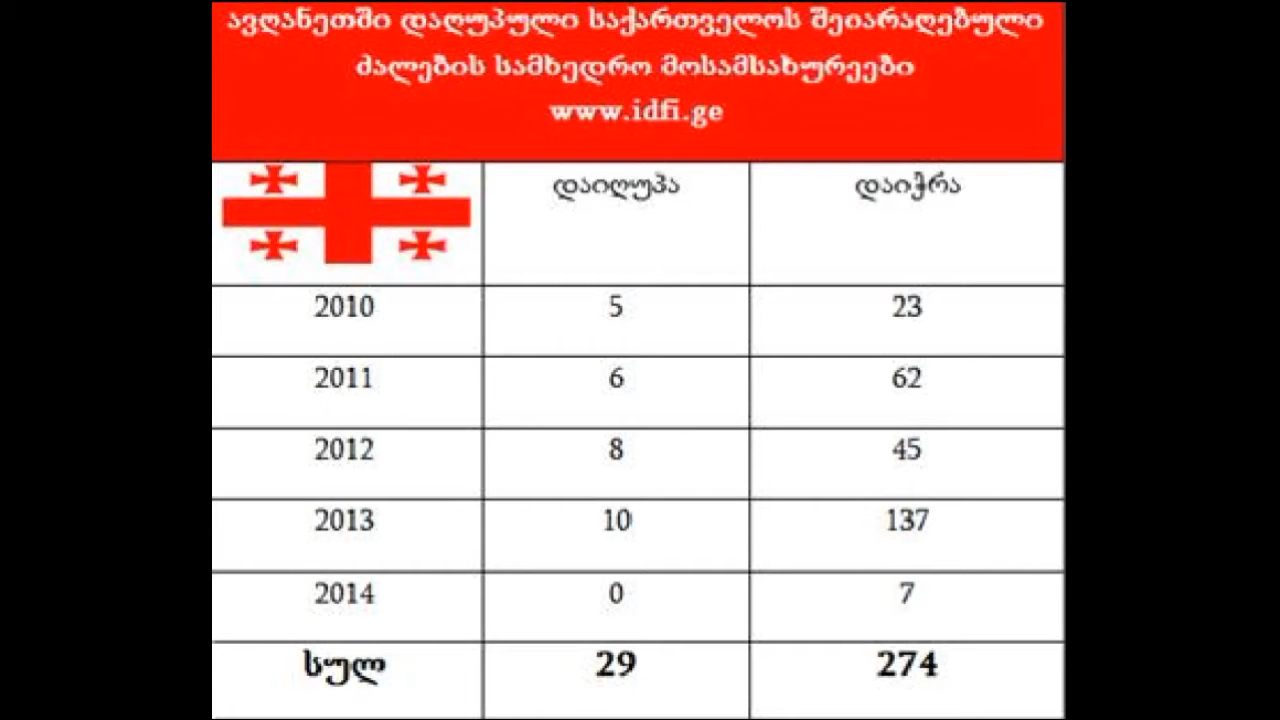 ავღანეთში დაღუპული საქართველოს შეიარაღებული
ძალების სამხედრო მოსამსახურეები
www.idfi.ge
დაიღუპა დაიჭრა
2010 5 23
2011 6 62
2012 8 45
2013 10 137
2014 0 7
სულ 29 274